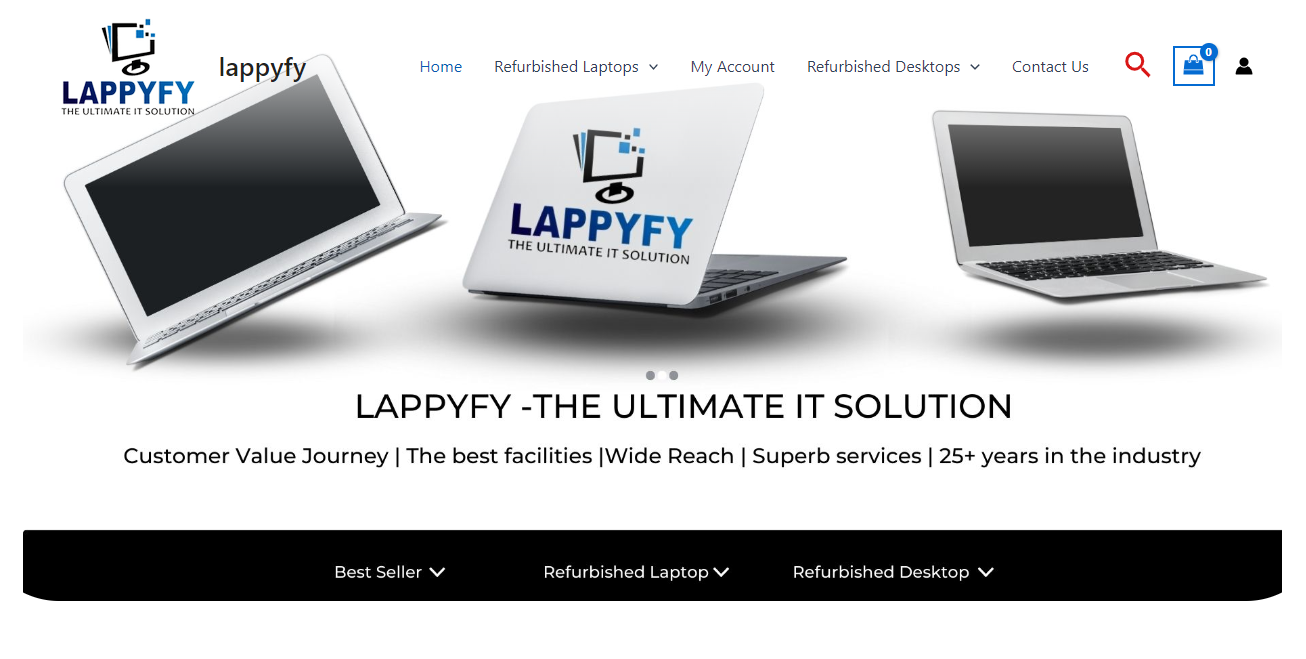 LAPPYFY
THE ULTIMATE IT SOLUTION
lappyfy
Home
Refurbished Laptops
My Account
Refurbished Desktops
Contact Us
0
LAPPYFY
THE ULTIMATE IT SOLUTION
LAPPYFY -THE ULTIMATE IT SOLUTION
Customer Value Journey | The best facilities |Wide Reach | Superb services | 25+ years in the industry
Best Seller
Refurbished Laptop
Refurbished Desktop